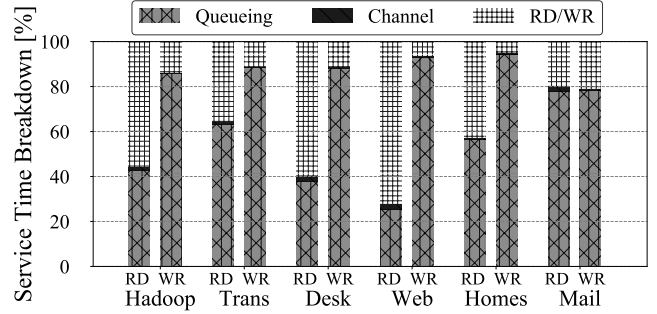 Queueing Channel RD/WR
Service Time Breakdown [%]
100
80
60
40
20
0
RD WR RD WR RD WR RD WR RD WR RD WR
Hadoop Trans Desk Web Homes Mail